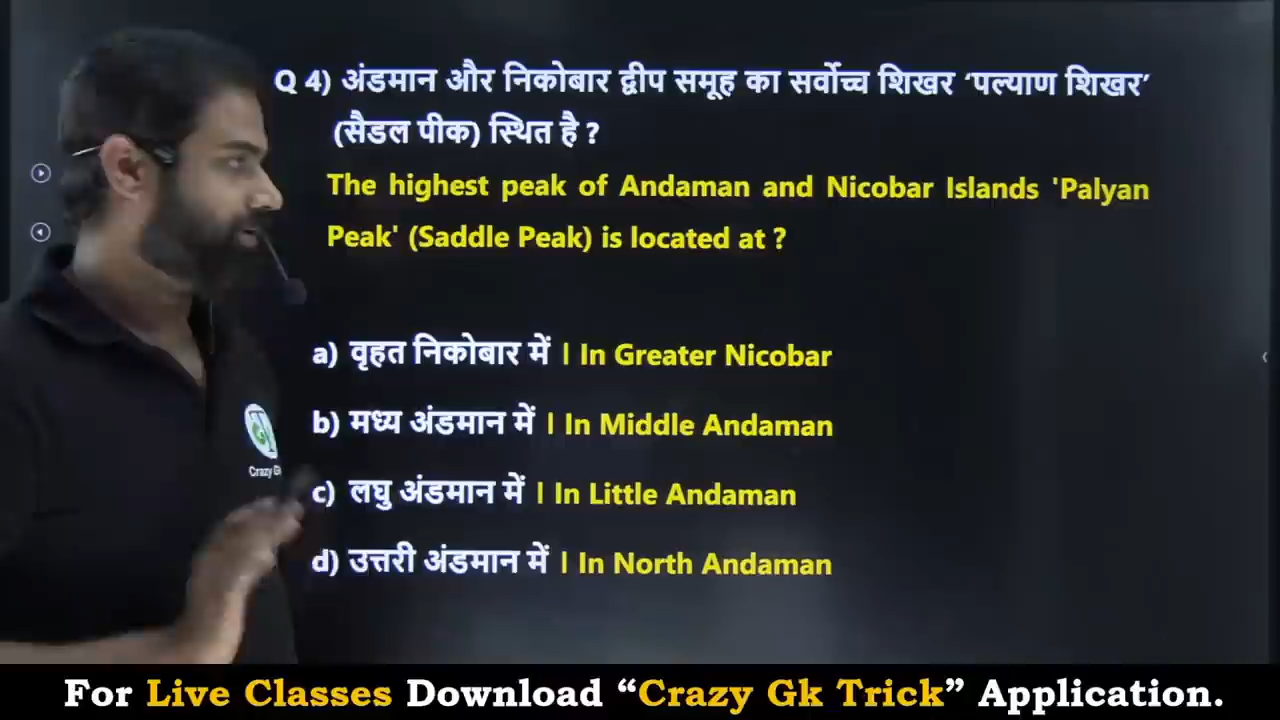 Q 4) अंडमान और निकोबार द्वीप समूह का सर्वोच्च शिखर ‘पल्याण शिखर’
(सैडल पीक) स्थित है ?
The highest peak of Andaman and Nicobar Islands 'Palyan
Peak' (Saddle Peak) is located at ?
a) वृहत निकोबार में | In Greater Nicobar
b) मध्य अंडमान में | In Middle Andaman
c) लघु अंडमान में | In Little Andaman
d) उत्तरी अंडमान में | In North Andaman
Crazy
For Live Classes Download “Crazy Gk Trick” Application.